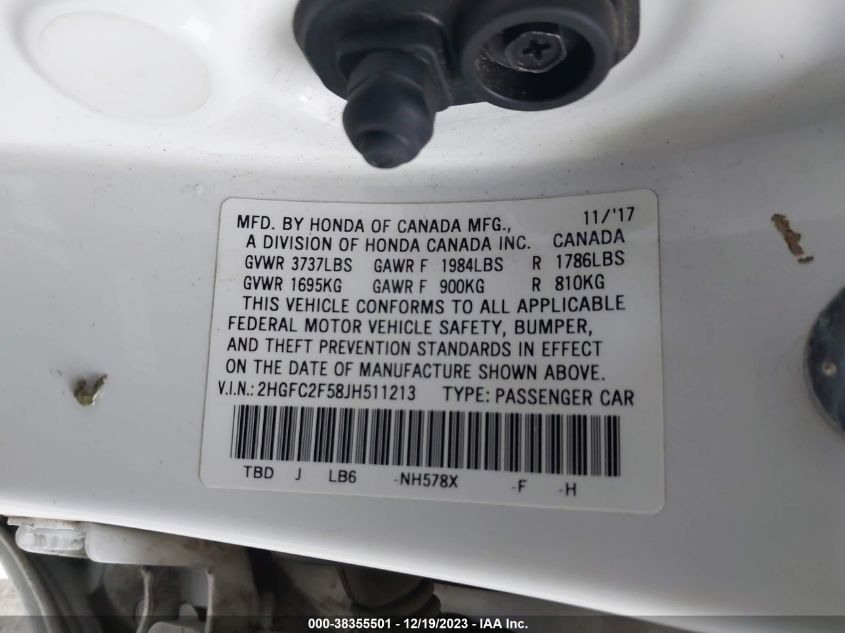 MFD. BY HONDA OF CANADA MFG., 11/'17
A DIVISION OF HONDA CANADA INC. CANADA
GVWR 3737LBS GAWR F 1984LBS R 1786LBS
GVWR 1695KG GAWR F 900KG R 810KG
THIS VEHICLE CONFORMS TO ALL APPLICABLE
FEDERAL MOTOR VEHICLE SAFETY, BUMPER,
AND THEFT PREVENTION STANDARDS IN EFFECT
ON THE DATE OF MANUFACTURE SHOWN ABOVE.
V.I.N.: 2HGFC2F58JH511213 TYPE: PASSENGER CAR
TBD J LB6 -NH578X -F -H
000-38355501 - 12/19/2023 - IAA Inc.